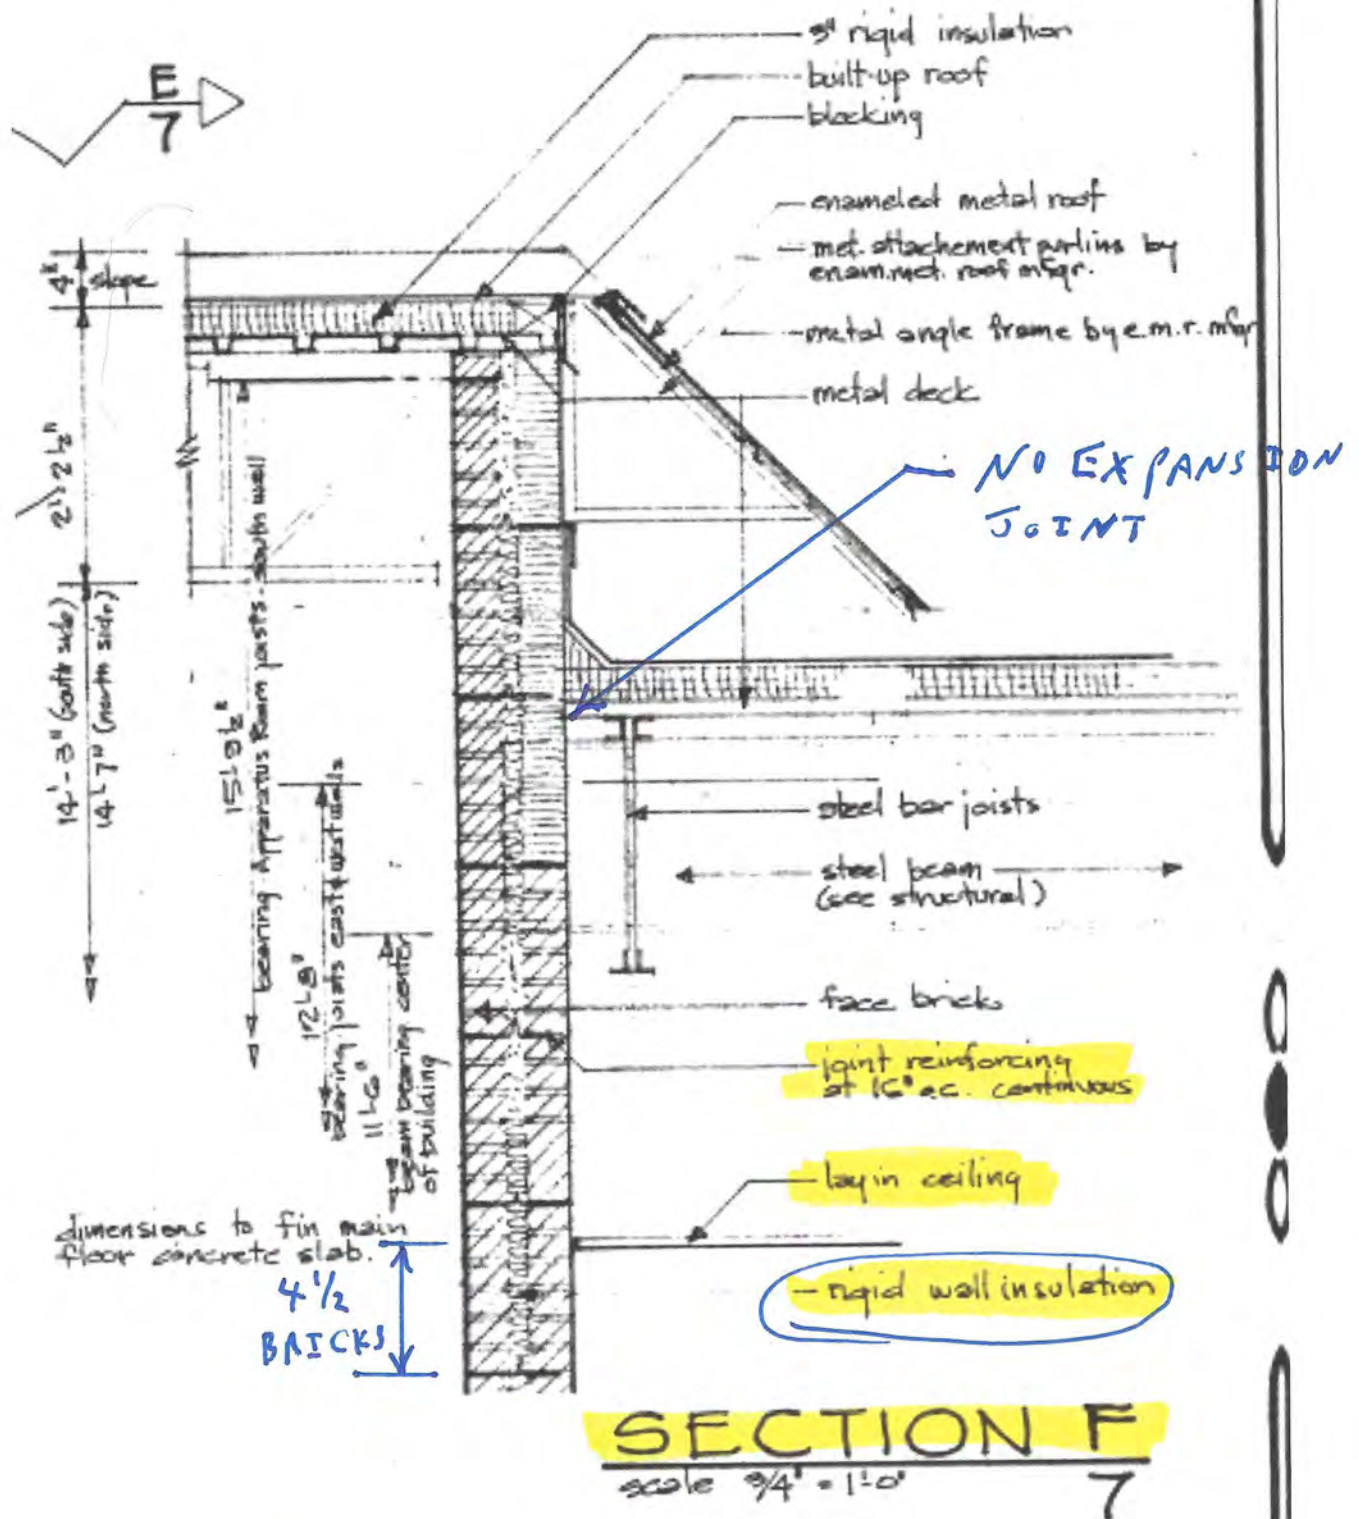 3" rigid insulation
built-up roof
blocking
E
7
enameled metal roof
met. attachement purlins by
enam.met. roof mfgr.
4"
slope
metal angle frame by e.m.r. mfgr
metal deck
2'-2½"
NO EXPANSION
JOINT
14'-3" (south side)
14'-7" (north side)
15'-9½"
bearing Apparatus Room joists - south wall
12'-8"
bearing joists east & west walls
11'-6"
beam bearing center
of building
steel bar joists
steel beam
(see structural)
face brick
joint reinforcing
at 16" o.c. continuous
lay in ceiling
dimensions to fin main
floor concrete slab.
4 1/2
BRICKS
rigid wall insulation
SECTION F
scale 3/4" = 1'-0"
7